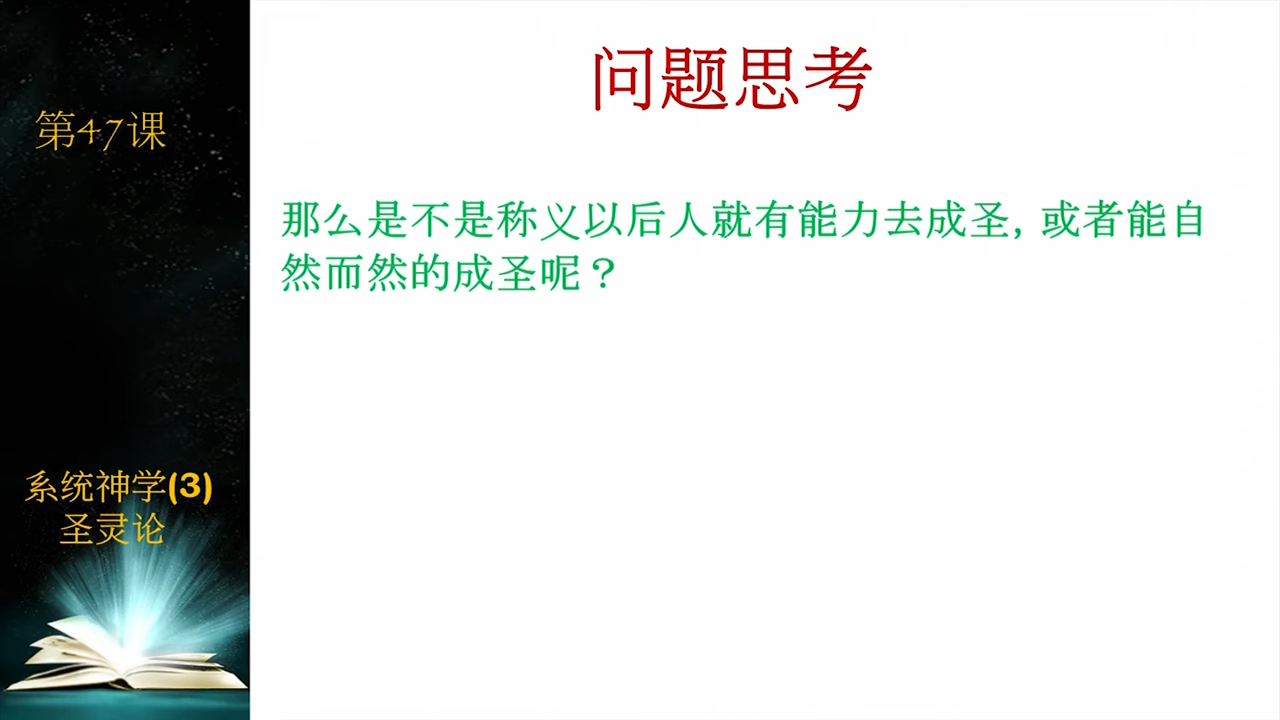 第47课
系统神学(3)
圣灵论
问题思考
那么是不是称义以后人就有能力去成圣, 或者能自
然而然的成圣呢？